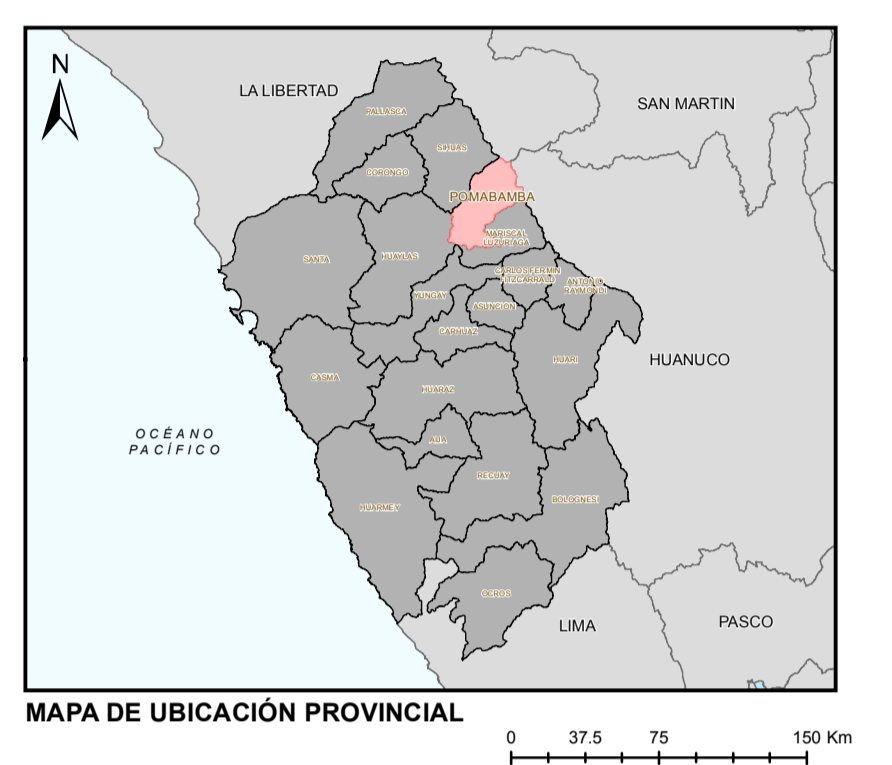 N
LA LIBERTAD
SAN MARTIN
PALLASCA
SIHUAS
CORONGO
POMABAMBA
MARISCAL
LUZURIAGA
SANTA
HUAYLAS
CARLOS FERMIN
FITZCARRALD
ANTONIO
RAYMONDI
YUNGAY
ASUNCION
CARHUAZ
HUARI
HUANUCO
CASMA
HUARAZ
OCÉANO
PACÍFICO
AIJA
RECUAY
BOLOGNESI
HUARMEY
OCROS
LIMA
PASCO
MAPA DE UBICACIÓN PROVINCIAL
0 37.5 75 150 Km